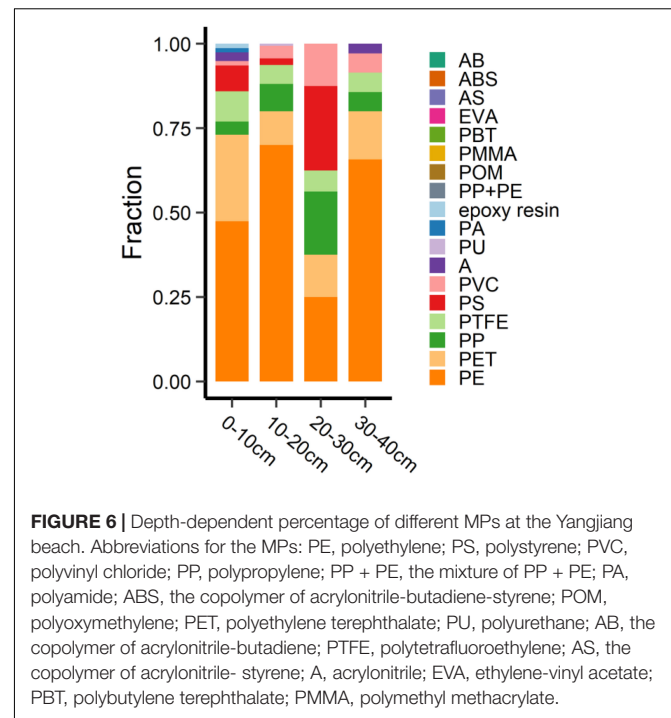 1.00
0.75
0.50
0.25
0.00
Fraction
0-10cm
10-20cm
20-30cm
30-40cm
AB
ABS
AS
EVA
PBT
PMMA
POM
PP+PE
epoxy resin
PA
PU
A
PVC
PS
PTFE
PP
PET
PE
FIGURE 6 | Depth-dependent percentage of different MPs at the Yangjiang
beach. Abbreviations for the MPs: PE, polyethylene; PS, polystyrene; PVC,
polyvinyl chloride; PP, polypropylene; PP + PE, the mixture of PP + PE; PA,
polyamide; ABS, the copolymer of acrylonitrile-butadiene-styrene; POM,
polyoxymethylene; PET, polyethylene terephthalate; PU, polyurethane; AB, the
copolymer of acrylonitrile-butadiene; PTFE, polytetrafluoroethylene; AS, the
copolymer of acrylonitrile- styrene; A, acrylonitrile; EVA, ethylene-vinyl acetate;
PBT, polybutylene terephthalate; PMMA, polymethyl methacrylate.